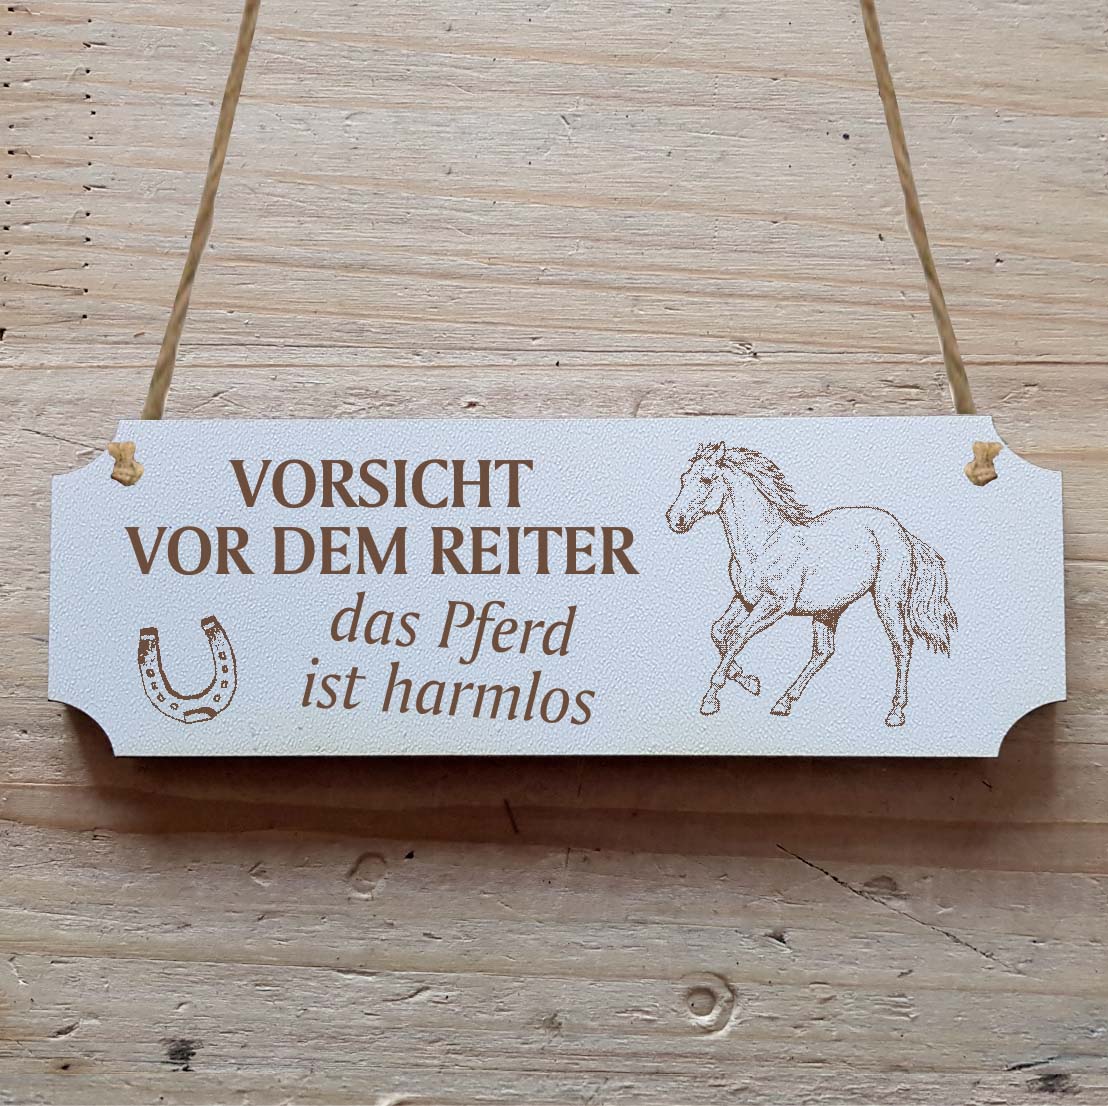 VORSICHT
VOR DEM REITER
das Pferd
ist harmlos